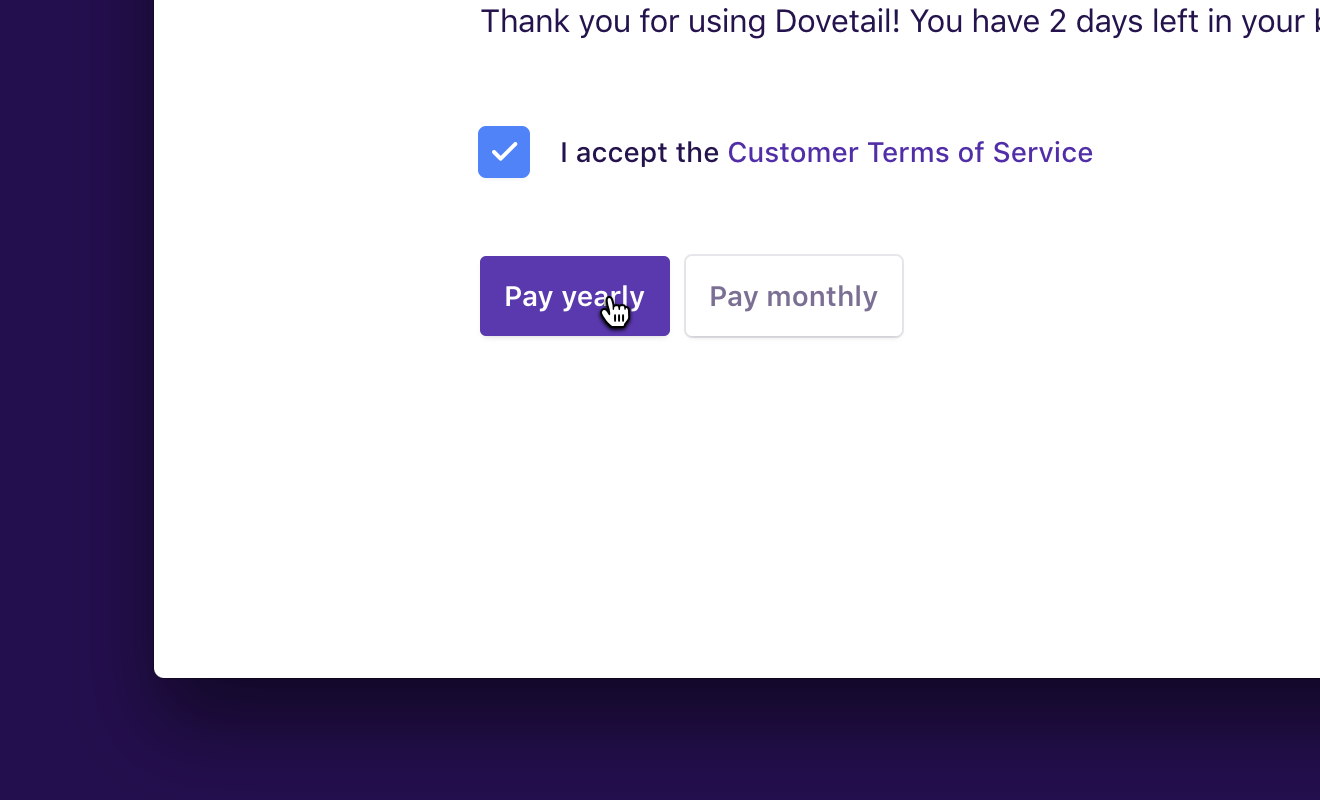 Thank you for using Dovetail! You have 2 days left in your
I accept the Customer Terms of Service
Pay yearly
Pay monthly